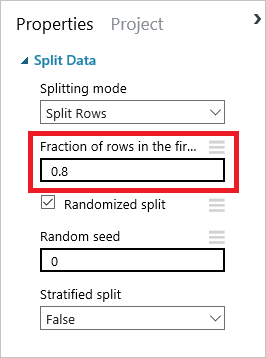 Properties Project
Split Data
Splitting mode
Split Rows
Fraction of rows in the fir...
0.8
Randomized split
Random seed
0
Stratified split
False